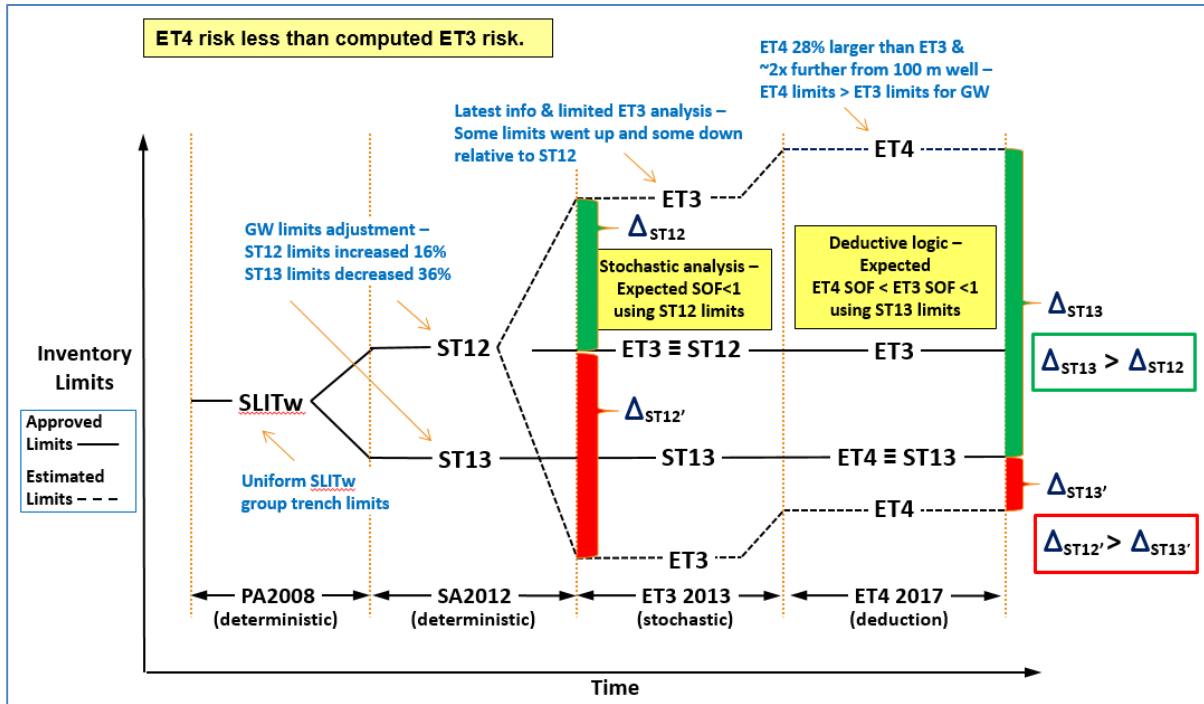 ET4 risk less than computed ET3 risk.
ET4 28% larger than ET3 &
~2x further from 100 m well –
ET4 limits > ET3 limits for GW
Latest info & limited ET3 analysis –
Some limits went up and some down
relative to ST12
GW limits adjustment –
ST12 limits increased 16%
ST13 limits decreased 36%
ET4
ET3
ΔST12
Stochastic analysis –
Expected SOF<1
using ST12 limits
Deductive logic –
Expected
ET4 SOF < ET3 SOF <1
using ST13 limits
ΔST13
ΔST13 > ΔST12
Inventory
Limits
Approved
Limits
Estimated
Limits
SLITw
ST12
ET3 ≡ ST12
ET3
ΔST12'
ST13
ST13
ET4 ≡ ST13
Uniform SLITw
group trench limits
ET4
ΔST13'
ΔST12' > ΔST13'
ET3
PA2008
(deterministic)
SA2012
(deterministic)
ET3 2013
(stochastic)
ET4 2017
(deduction)
Time